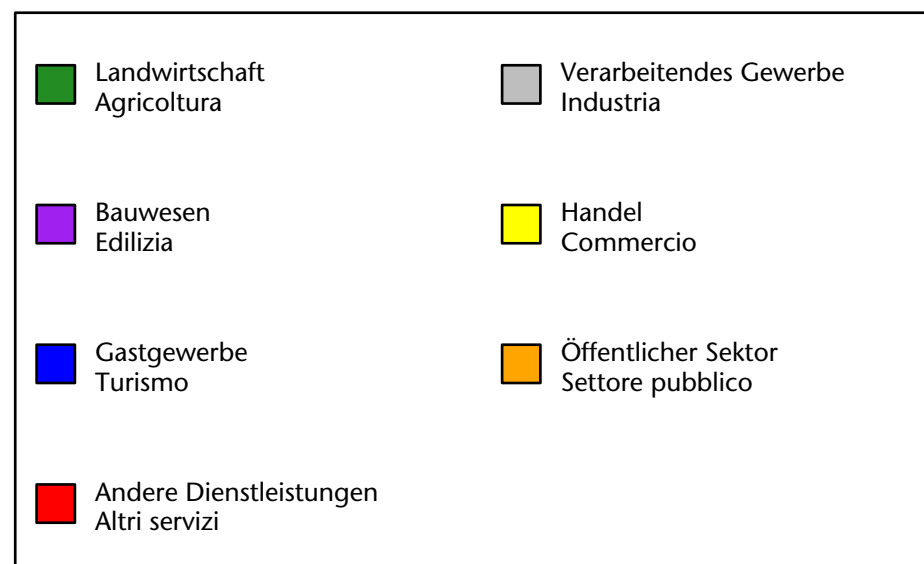 Landwirtschaft
Agricoltura
Verarbeitendes Gewerbe
Industria
Bauwesen
Edilizia
Handel
Commercio
Gastgewerbe
Turismo
Öffentlicher Sektor
Settore pubblico
Andere Dienstleistungen
Altri servizi